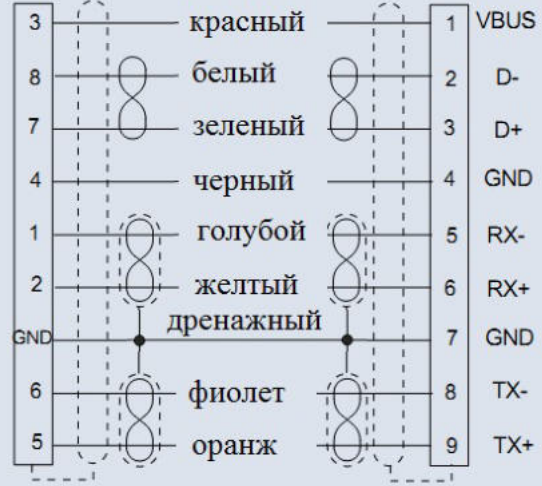 3 красный 1 VBUS
8 белый 2 D-
7 зеленый 3 D+
4 черный 4 GND
1 голубой 5 RX-
2 желтый 6 RX+
GND дренажный 7 GND
6 фиолет 8 TX-
5 оранж 9 TX+